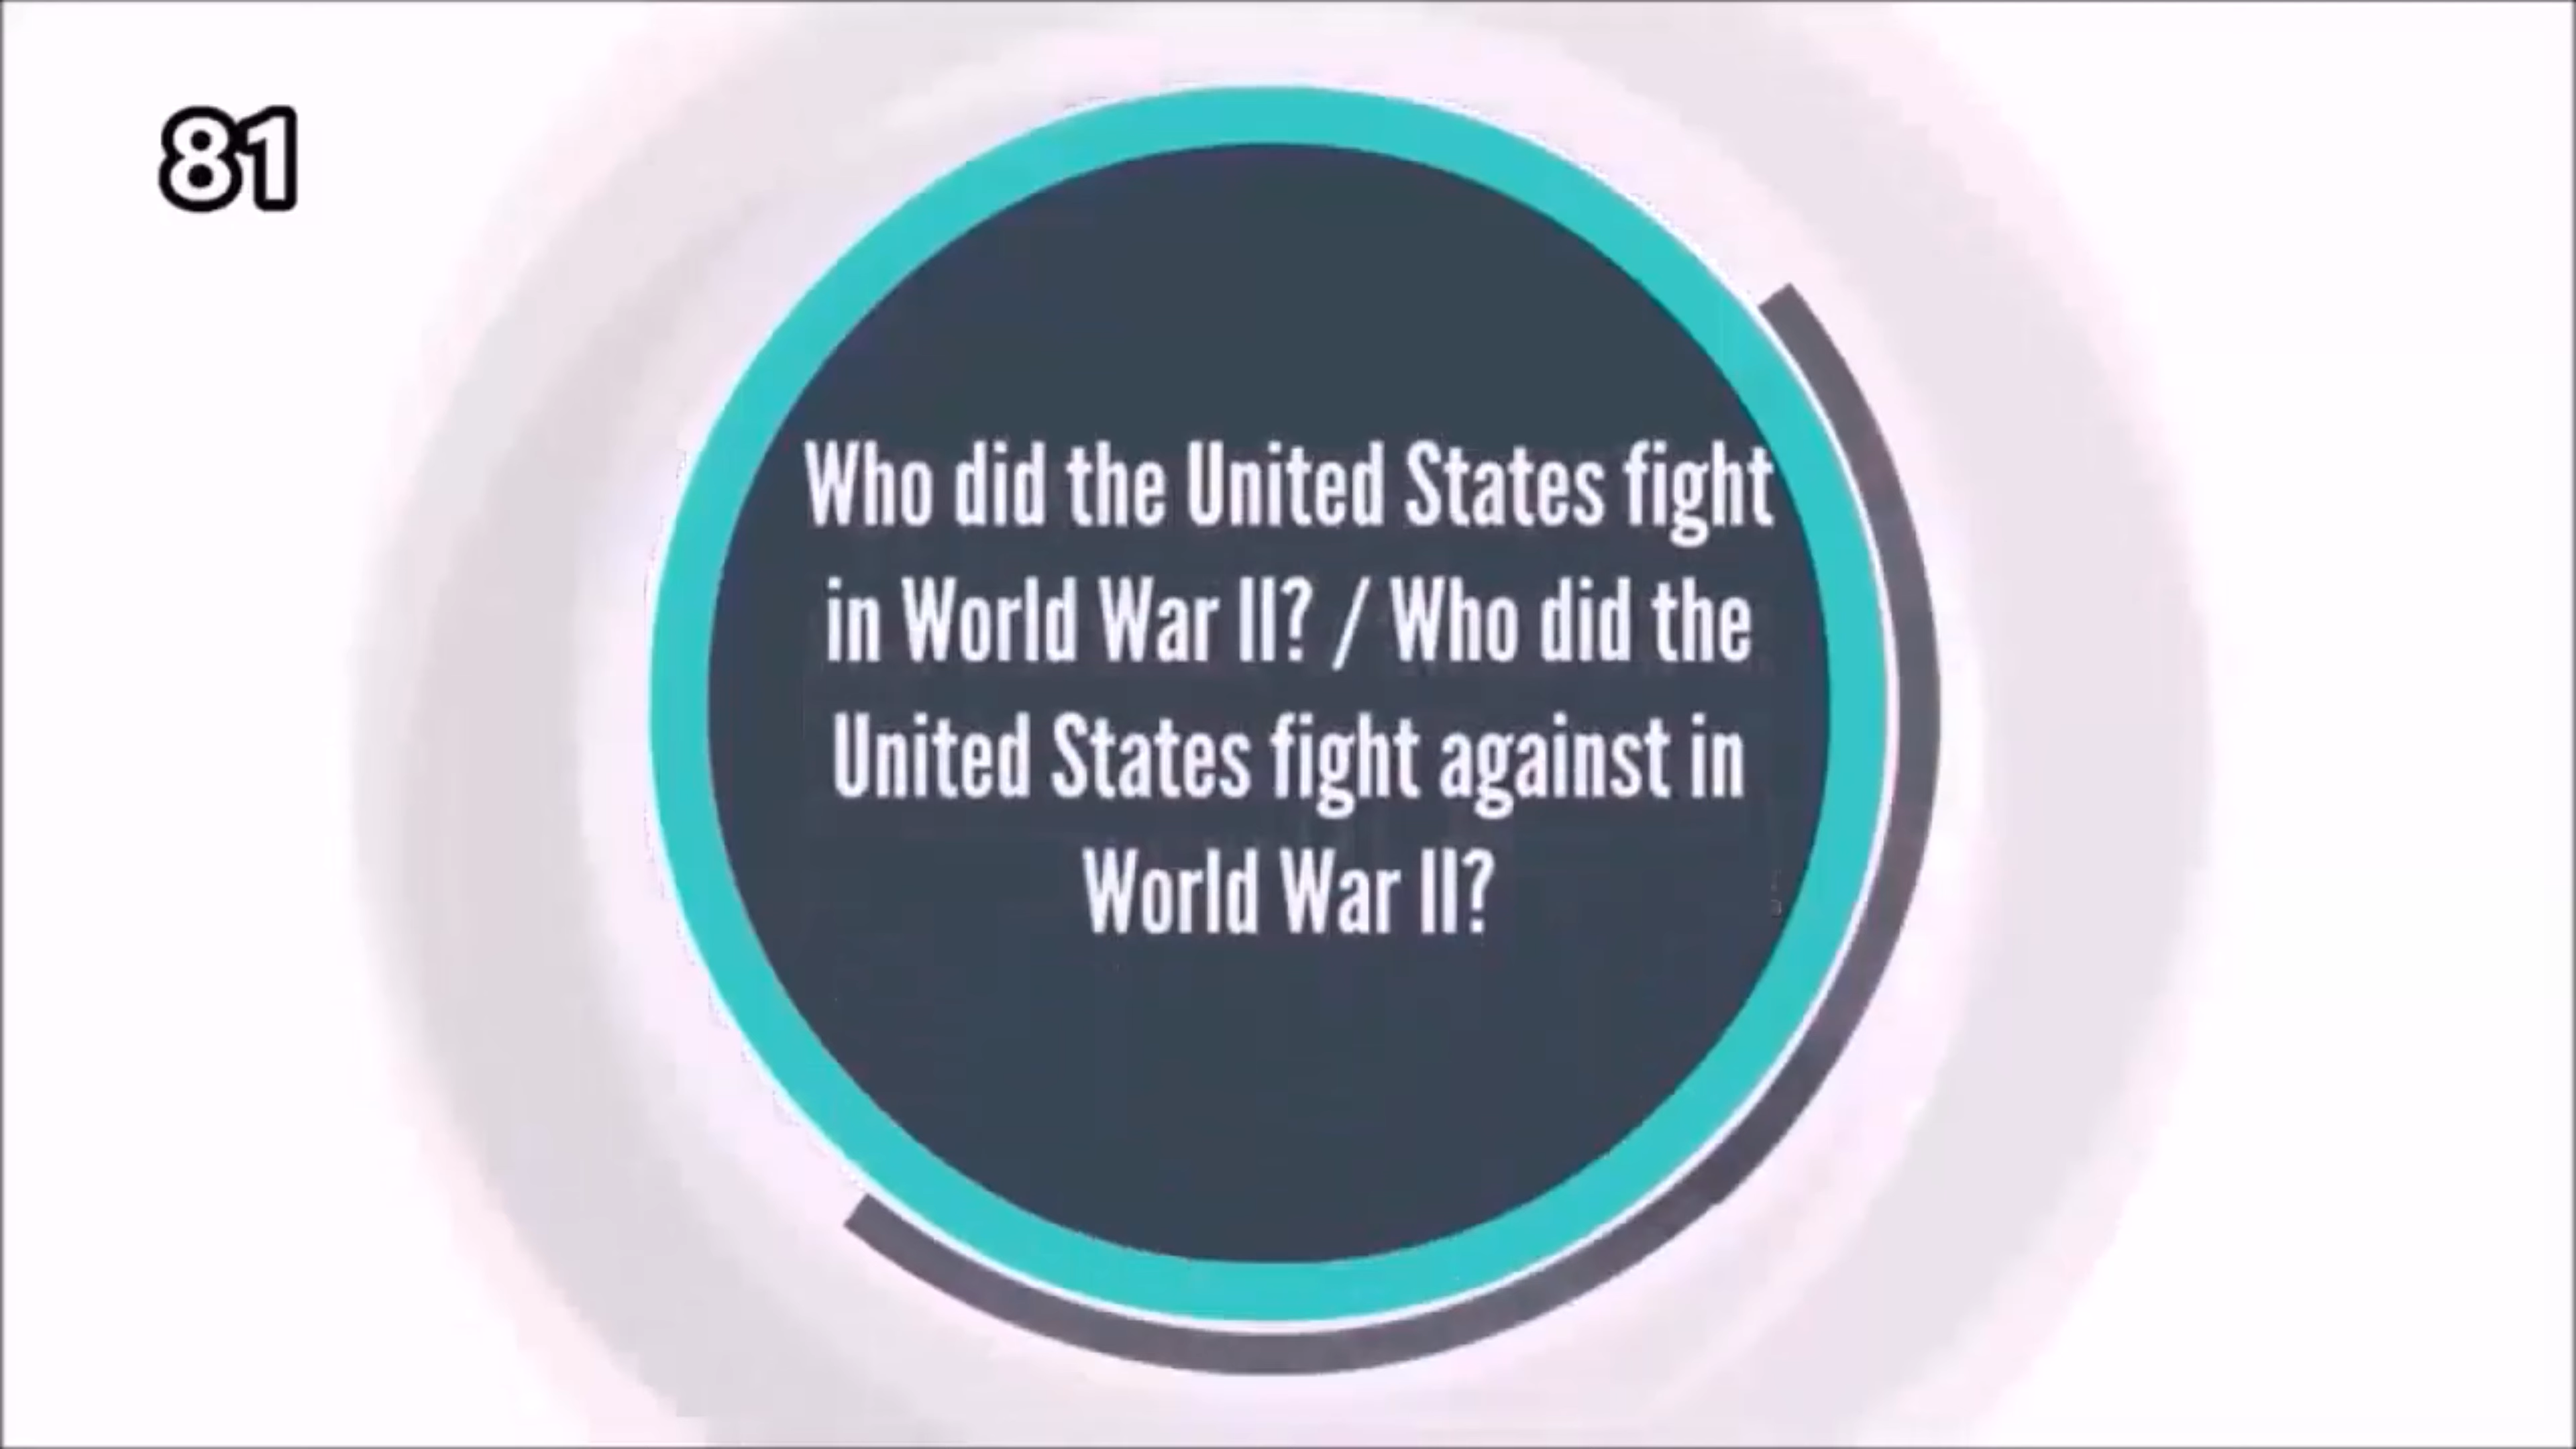 81
Who did the United States fight
in World War II? / Who did the
United States fight against in
World War II?